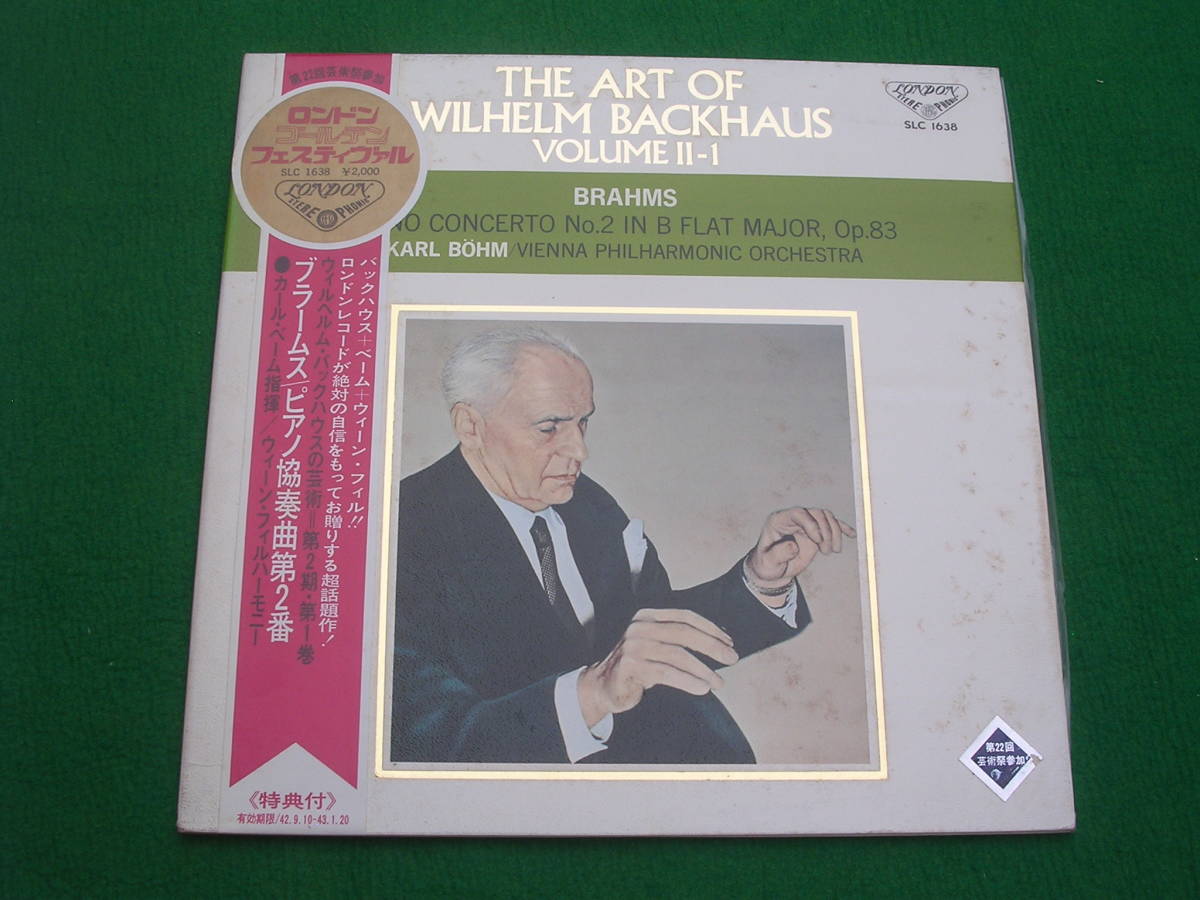 THE ART OF
WILHELM BACKHAUS
VOLUME II-1
LONDON
STEREOPHONIC
SLC 1638
BRAHMS
NO CONCERTO No.2 IN B FLAT MAJOR, Op.83
KARL BÖHM/VIENNA PHILHARMONIC ORCHESTRA
第22回芸術祭参加
ロンドン
ゴールデン
フェスティヴァル
SLC 1638 ¥2,000
LONDON
STEREOPHONIC
バックハウス+ベーム+ウィーン・フィル!!
ロンドンレコードが絶対の自信をもってお贈りする超話題作!
ウィルヘルム・バックハウスの芸術=第2期・第1巻
ブラームス/ピアノ協奏曲第2番
●カール・ベーム指揮/ウィーン・フィルハーモニー
《特典付》
有効期限/42.9.10-43.1.20
第22回
芸術祭参加